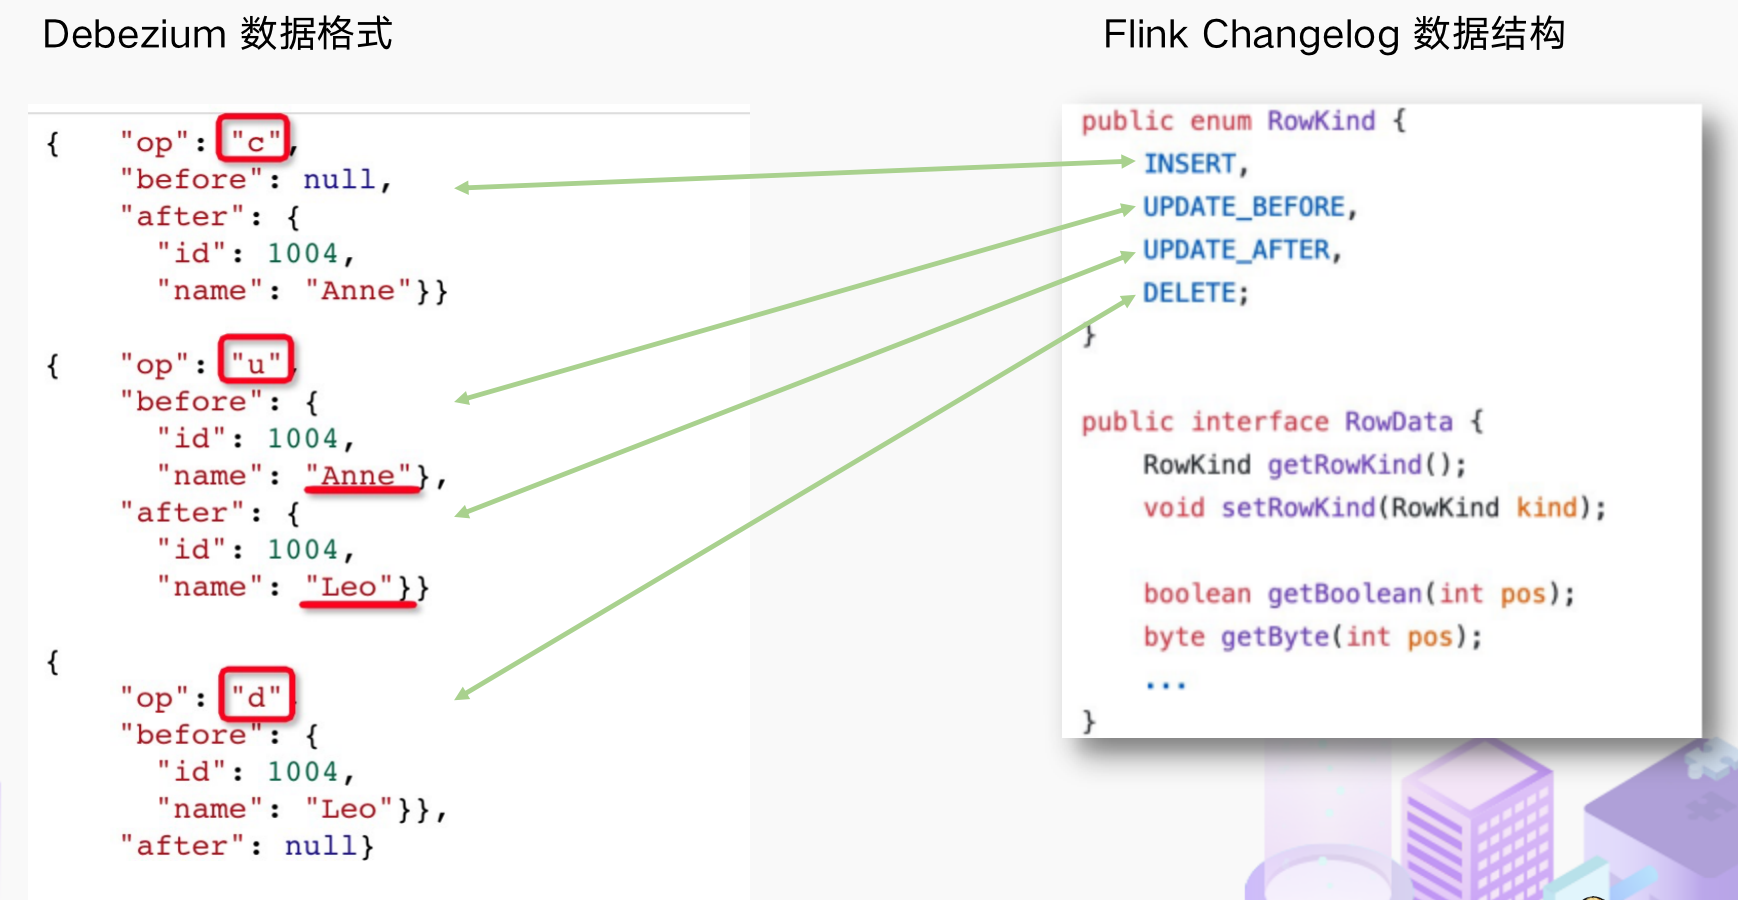 Debezium 数据格式
{    "op": "c",
     "before": null,
     "after": {
       "id": 1004,
       "name": "Anne"}}
{    "op": "u",
     "before": {
       "id": 1004,
       "name": "Anne"},
     "after": {
       "id": 1004,
       "name": "Leo"}}
{
     "op": "d",
     "before": {
       "id": 1004,
       "name": "Leo"}},
     "after": null}
Flink Changelog 数据结构
public enum RowKind {
    INSERT,
    UPDATE_BEFORE,
    UPDATE_AFTER,
    DELETE;
}
public interface RowData {
    RowKind getRowKind();
    void setRowKind(RowKind kind);
    boolean getBoolean(int pos);
    byte getByte(int pos);
    ...
}